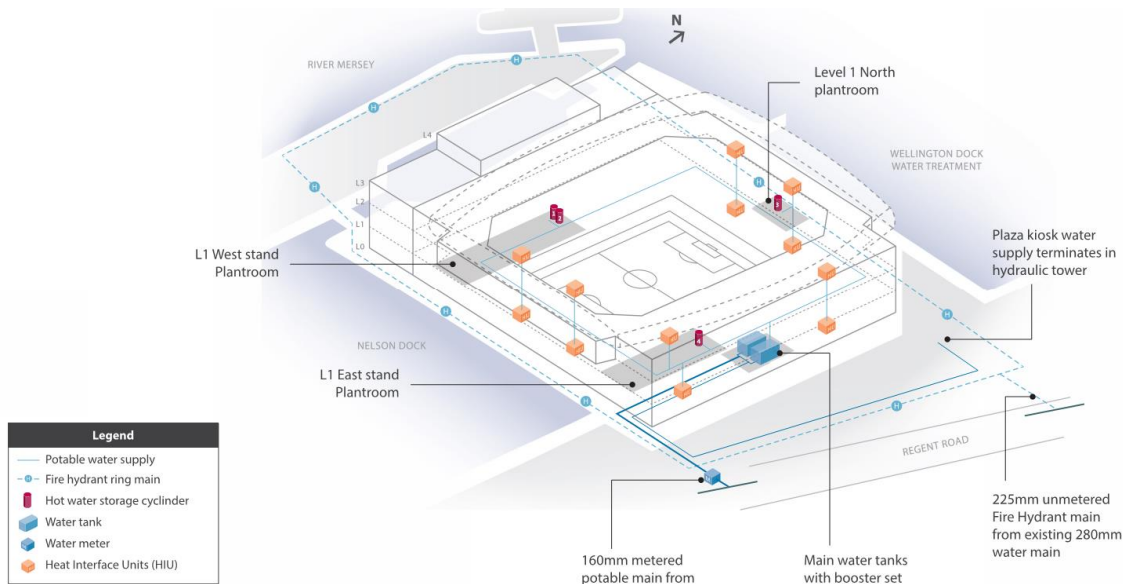 N
RIVER MERSEY
Level 1 North
plantroom
WELLINGTON DOCK
WATER TREATMENT
L4
L3
L2
L1
L0
H
H
H
H
H
H
H
H
H
3
4
L1 West stand
Plantroom
Plaza kiosk water
supply terminates in
hydraulic tower
NELSON DOCK
L1 East stand
Plantroom
REGENT ROAD
Legend
Potable water supply
H
Fire hydrant ring main
Hot water storage cyclinder
Water tank
Water meter
Heat Interface Units (HIU)
160mm metered
potable main from
Main water tanks
with booster set
225mm unmetered
Fire Hydrant main
from existing 280mm
water main